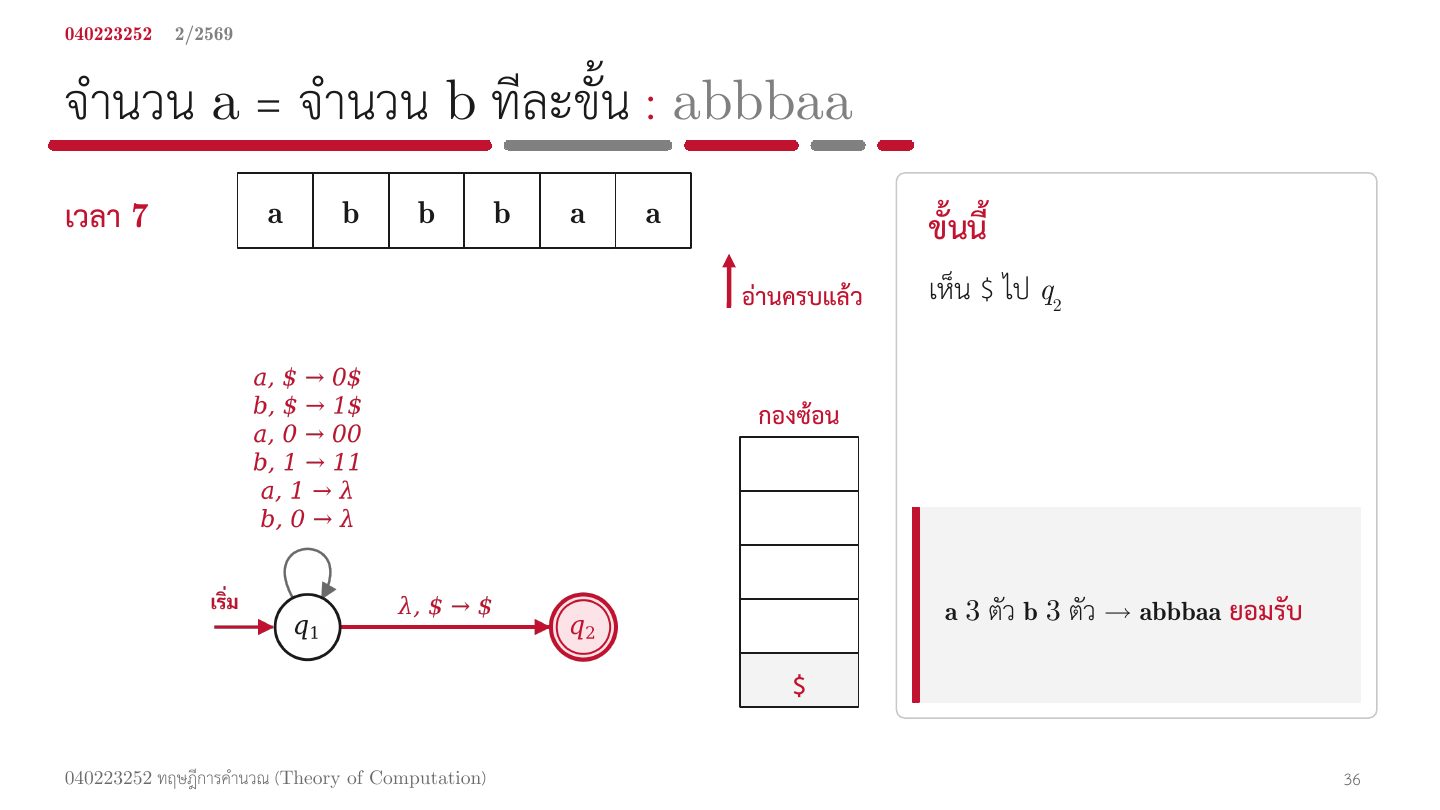 040223252 2/2569
จำนวน a = จำนวน b ทีละขั้น : abbbaa
เวลา 7
a b b b a a
อ่านครบแล้ว
ขั้นนี้
เห็น $ ไป q2
a, $ → 0$
b, $ → 1$
a, 0 → 00
b, 1 → 11
a, 1 → λ
b, 0 → λ
กองซ้อน
$
เริ่ม
q1
λ, $ → $
q2
a 3 ตัว b 3 ตัว → abbbaa ยอมรับ
040223252 ทฤษฎีการคำนวณ (Theory of Computation)
36